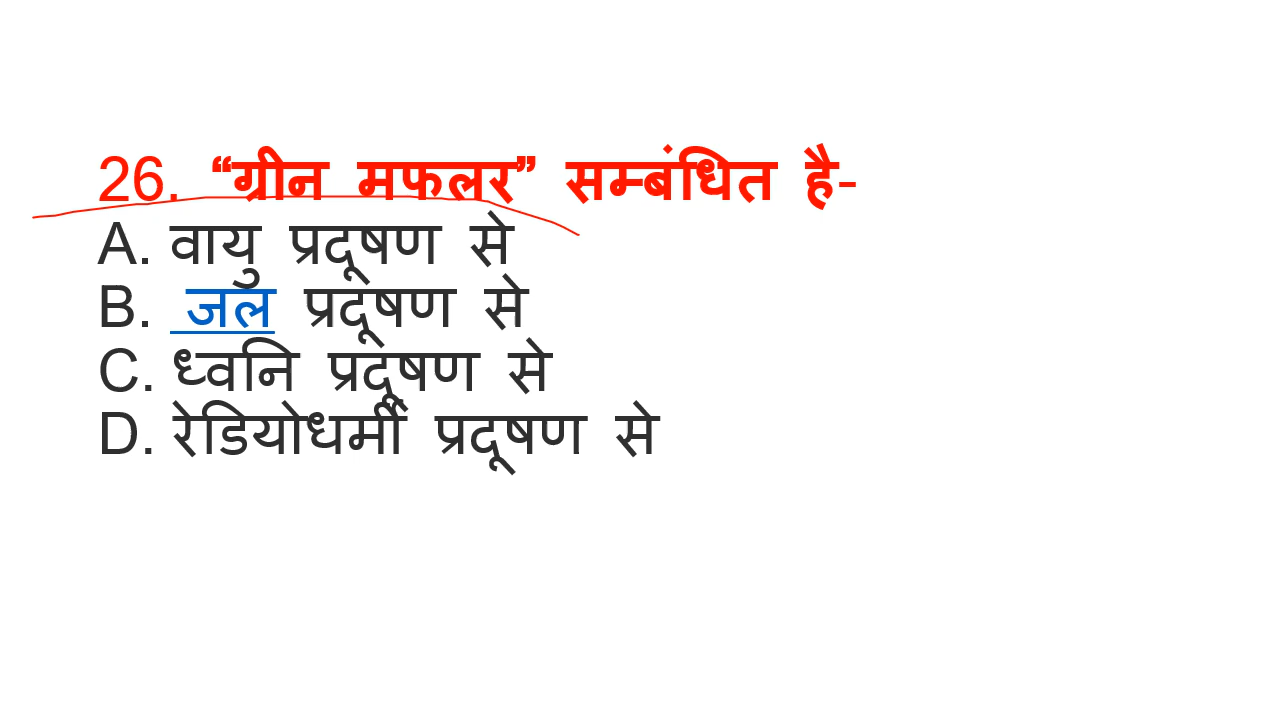 26. “ग्रीन मफलर” सम्बंधित है-
A. वायु प्रदूषण से
B. जल प्रदूषण से
C. ध्वनि प्रदूषण से
D. रेडियोधर्मी प्रदूषण से